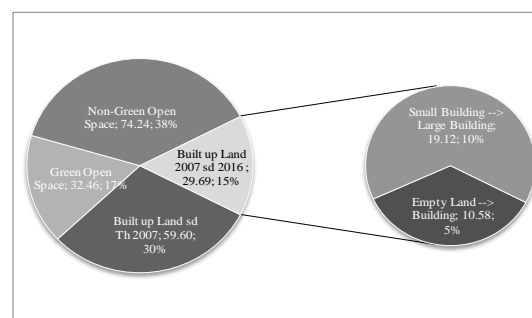 Non-Green Open
Space; 74.24; 38%
Green Open
Space; 32.46; 17%
Built up Land
2007 sd 2016 ;
29.69; 15%
Built up Land sd
Th 2007; 59.60;
30%
Small Building -->
Large Building;
19.12; 10%
Empty Land -->
Building; 10.58;
5%